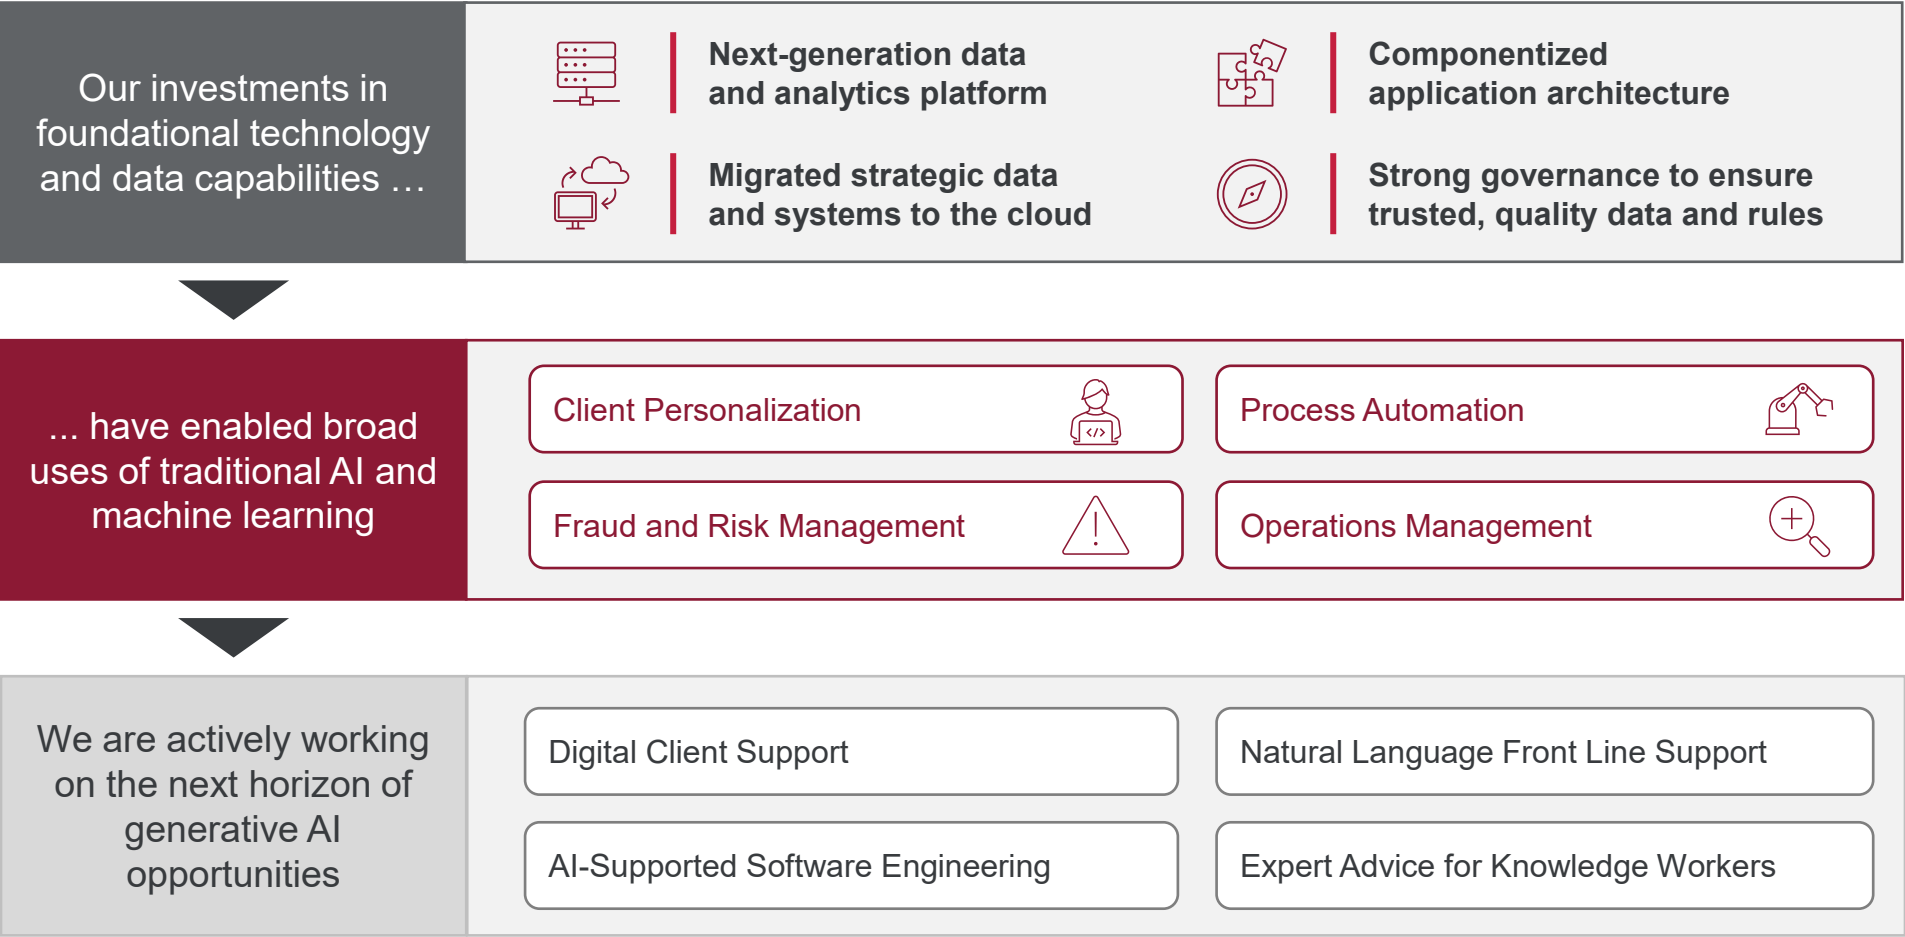 Our investments in
foundational technology
and data capabilities …
Next-generation data
and analytics platform
Componentized
application architecture
Migrated strategic data
and systems to the cloud
Strong governance to ensure
trusted, quality data and rules
... have enabled broad
uses of traditional AI and
machine learning
Client Personalization
</>
Process Automation
Fraud and Risk Management
Operations Management
We are actively working
on the next horizon of
generative AI
opportunities
Digital Client Support
Natural Language Front Line Support
AI-Supported Software Engineering
Expert Advice for Knowledge Workers